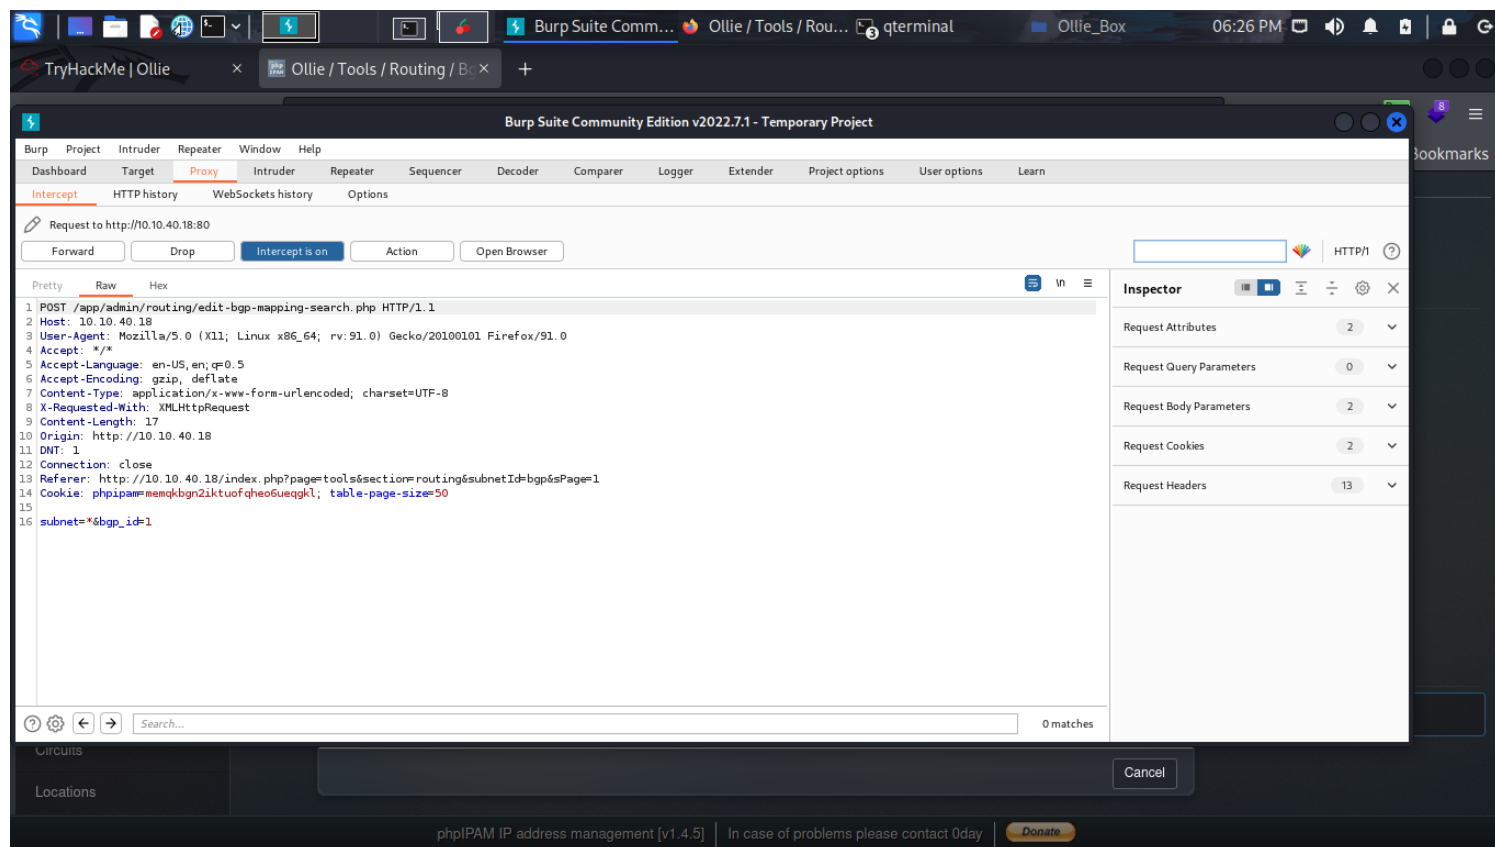 Burp Suite Comm...
Ollie / Tools / Rou...
3
qterminal
Ollie_Box
06:26 PM
TryHackMe | Ollie
×
Ollie / Tools / Routing / Bg
×
+
8
Bookmarks
Burp Suite Community Edition v2022.7.1 - Temporary Project
Burp Project Intruder Repeater Window Help
Dashboard Target Proxy Intruder Repeater Sequencer Decoder Comparer Logger Extender Project options User options Learn
Intercept HTTP history WebSockets history Options
Request to http://10.10.40.18:80
Forward Drop Intercept is on Action Open Browser HTTP/1 ?
Pretty Raw Hex \n
1 POST /app/admin/routing/edit-bgp-mapping-search.php HTTP/1.1
2 Host: 10.10.40.18
3 User-Agent: Mozilla/5.0 (X11; Linux x86_64; rv:91.0) Gecko/20100101 Firefox/91.0
4 Accept: */*
5 Accept-Language: en-US,en;q=0.5
6 Accept-Encoding: gzip, deflate
7 Content-Type: application/x-www-form-urlencoded; charset=UTF-8
8 X-Requested-With: XMLHttpRequest
9 Content-Length: 17
10 Origin: http://10.10.40.18
11 DNT: 1
12 Connection: close
13 Referer: http://10.10.40.18/index.php?page=tools&section=routing&subnetId=bgp&sPage=1
14 Cookie: phpipam=memqkbgn2iktuofqheo6ueqgkl; table-page-size=50
15
16 subnet=*&bgp_id=1
Inspector
Request Attributes 2
Request Query Parameters 0
Request Body Parameters 2
Request Cookies 2
Request Headers 13
? Search... 0 matches
Circuits
Locations
Cancel
phpIPAM IP address management [v1.4.5] In case of problems please contact 0day Donate